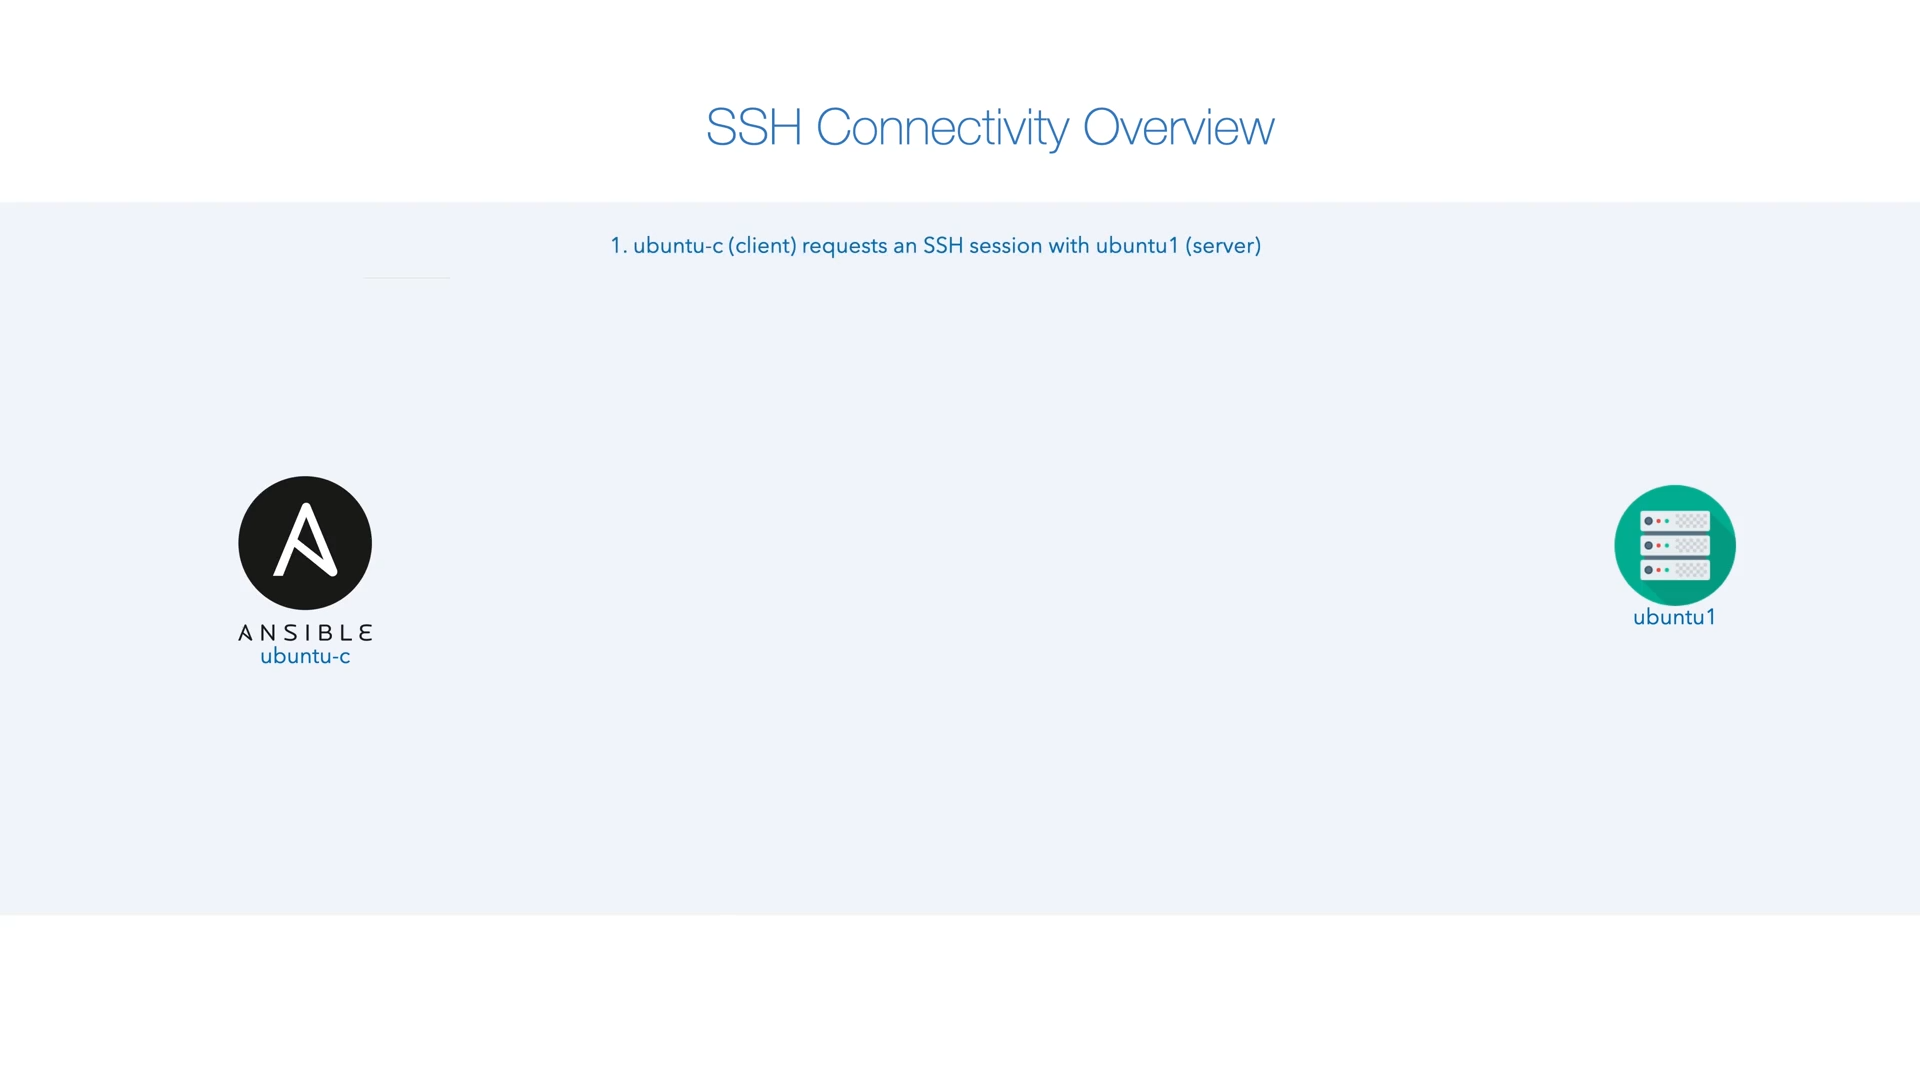 SSH Connectivity Overview
1. ubuntu-c (client) requests an SSH session with ubuntu1 (server)
ANSIBLE
ubuntu-c
ubuntu1